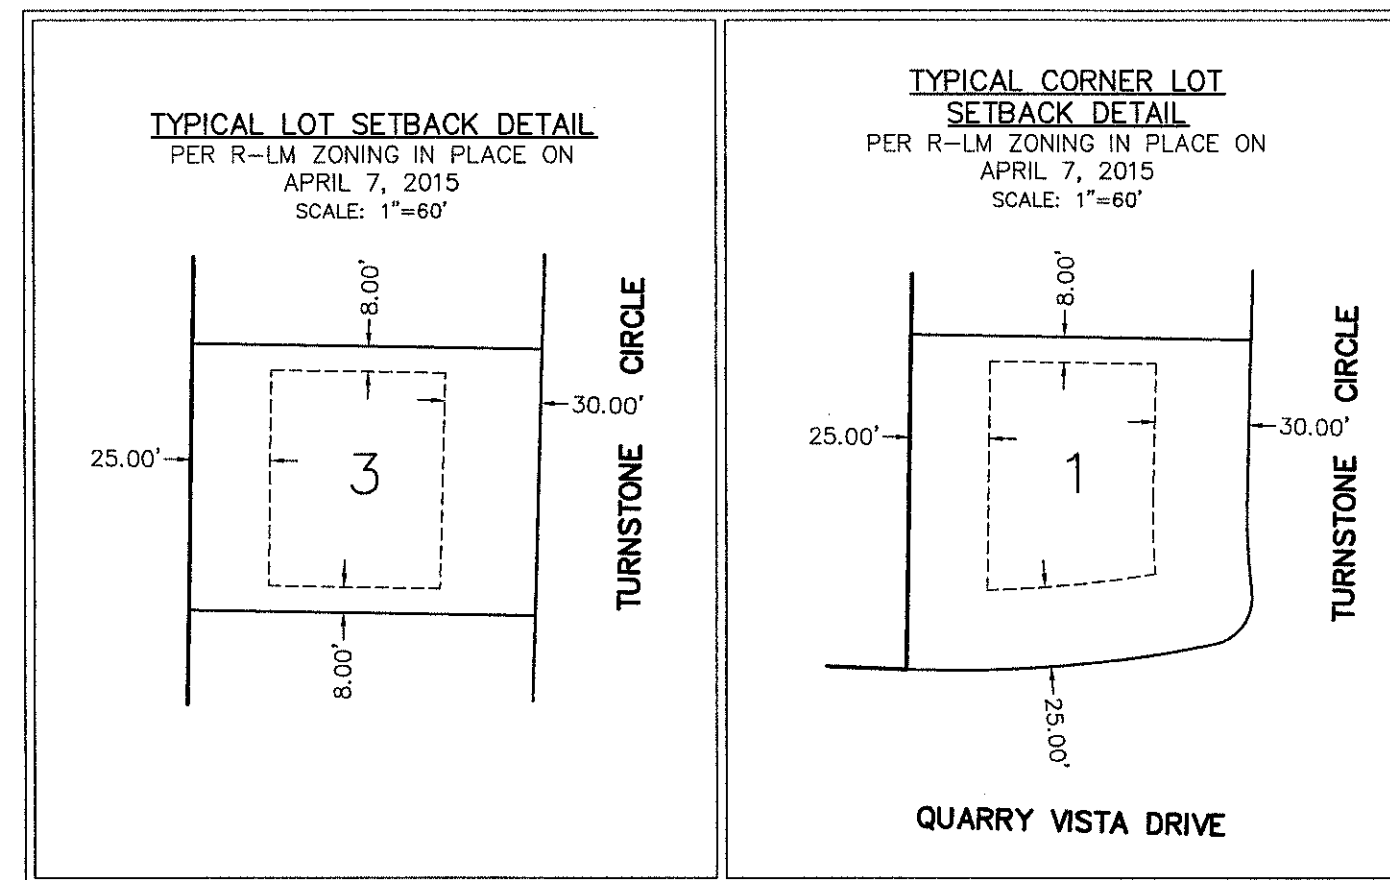 TYPICAL LOT SETBACK DETAIL
PER R-LM ZONING IN PLACE ON
APRIL 7, 2015
SCALE: 1"=60'
8.00'
30.00'
25.00'
3
8.00'
TURNSTONE CIRCLE
TYPICAL CORNER LOT
SETBACK DETAIL
PER R-LM ZONING IN PLACE ON
APRIL 7, 2015
SCALE: 1"=60'
8.00'
30.00'
25.00'
1
25.00'
TURNSTONE CIRCLE
QUARRY VISTA DRIVE